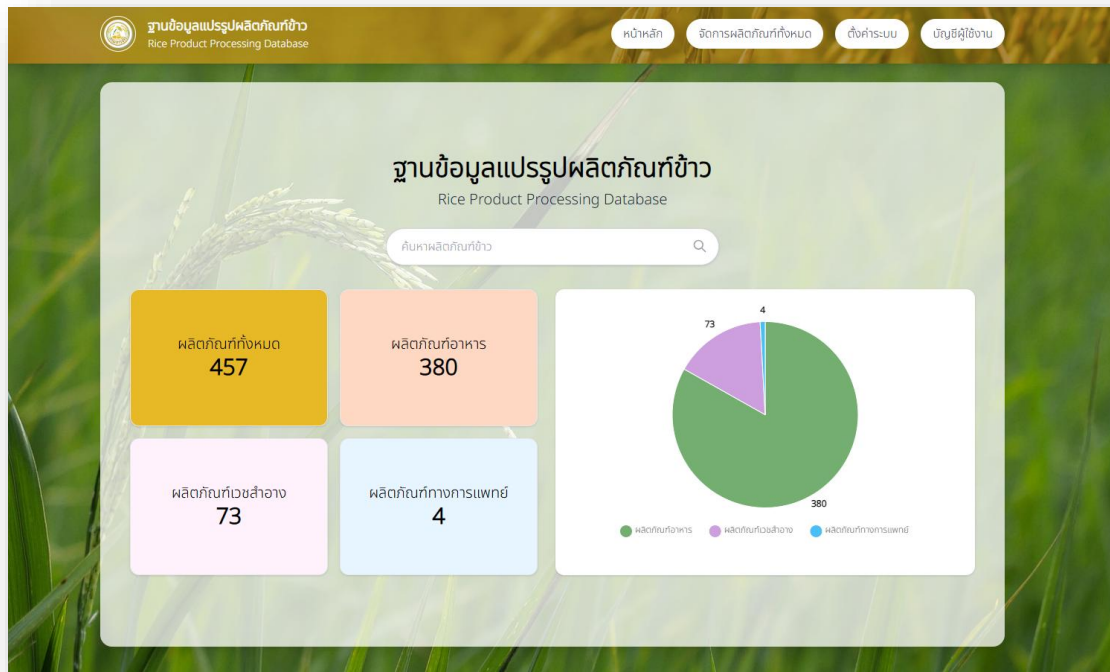 ฐานข้อมูลแปรรูปผลิตภัณฑ์ข้าว
Rice Product Processing Database
หน้าหลัก
จัดการผลิตภัณฑ์ทั้งหมด
ตั้งค่าระบบ
บัญชีผู้ใช้งาน
ฐานข้อมูลแปรรูปผลิตภัณฑ์ข้าว
Rice Product Processing Database
ค้นหาผลิตภัณฑ์ข้าว
ผลิตภัณฑ์ทั้งหมด
457
ผลิตภัณฑ์อาหาร
380
ผลิตภัณฑ์เวชสำอาง
73
ผลิตภัณฑ์ทางการแพทย์
4
4
73
380
ผลิตภัณฑ์อาหาร
ผลิตภัณฑ์เวชสำอาง
ผลิตภัณฑ์ทางการแพทย์